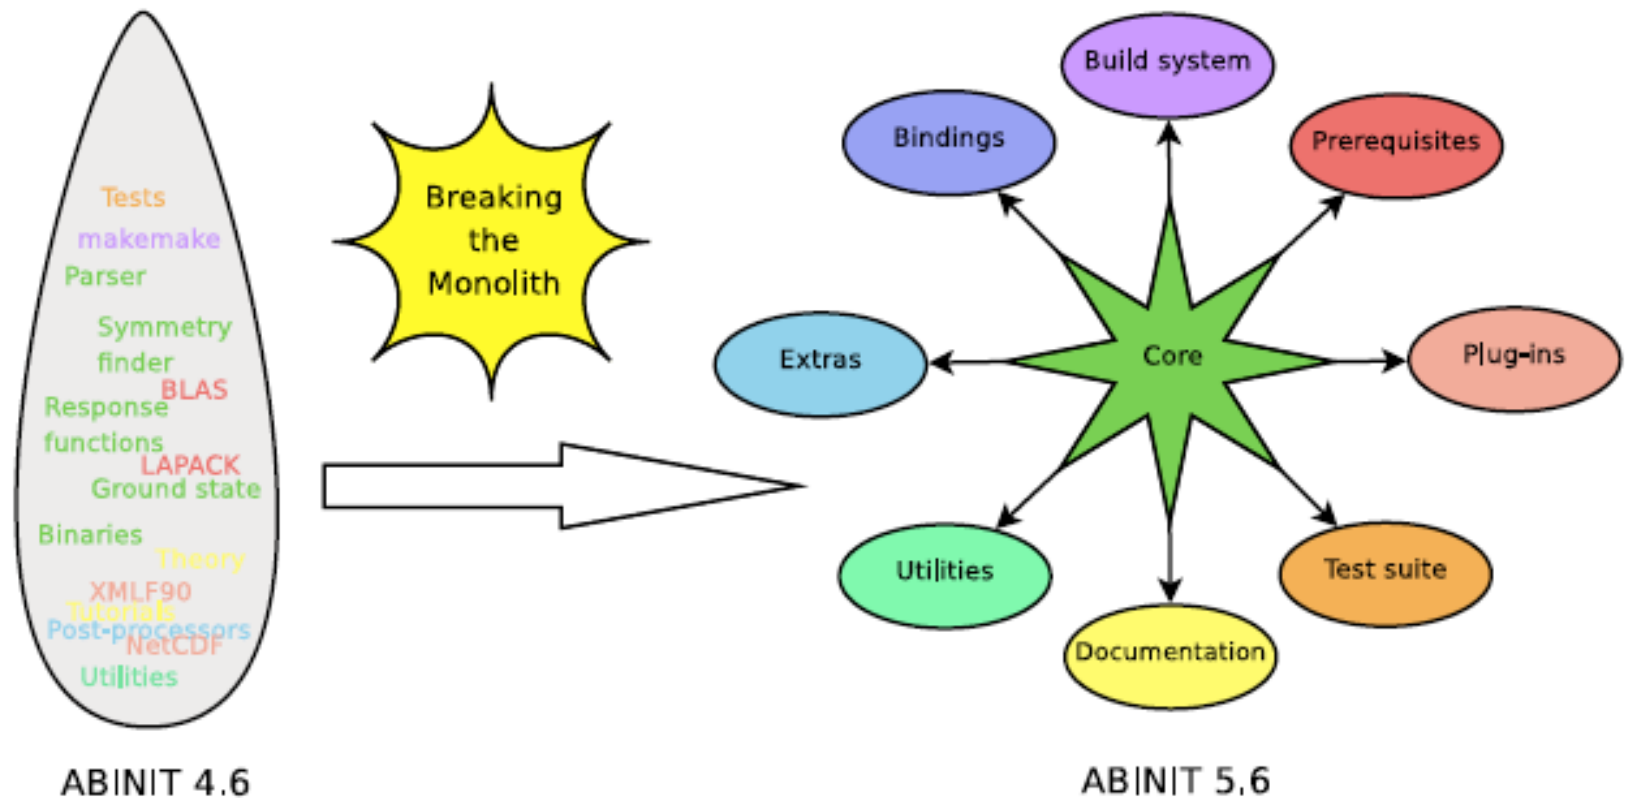 Tests
makemake
Parser
Symmetry
finder
BLAS
Response
functions
LAPACK
Ground state
Binaries
Theory
XMLF90
Tutorials
Post-processors
NetCDF
Utilities
ABINIT 4.6
Breaking
the
Monolith
Build system
Bindings
Prerequisites
Extras
Core
Plug-ins
Utilities
Test suite
Documentation
ABINIT 5.6